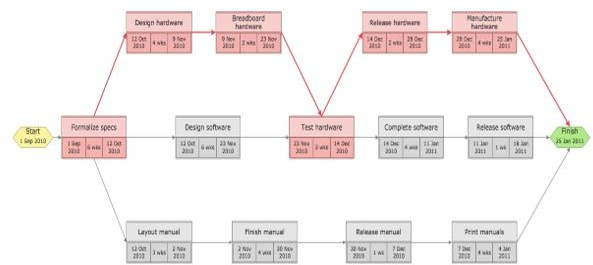 Design hardware
12 Oct 2010 4 wks 9 Nov 2010
Breadboard
hardware
9 Nov 2010 2 wks 23 Nov 2010
Release hardware
14 Dec 2010 2 wks 28 Dec 2010
Manufacture
hardware
28 Dec 2010 4 wks 25 Jan 2011
Start
1 Sep 2010
Formalize specs
1 Sep 2010 6 wks 12 Oct 2010
Design software
12 Oct 2010 6 wks 23 Nov 2010
Test hardware
23 Nov 2010 3 wks 14 Dec 2010
Complete software
14 Dec 2010 4 wks 11 Jan 2011
Release software
11 Jan 2011 1 wk 18 Jan 2011
Finish
25 Jan 2011
Layout manual
12 Oct 2010 3 wks 2 Nov 2010
Finish manual
2 Nov 2010 4 wks 30 Nov 2010
Release manual
30 Nov 2010 1 wk 7 Dec 2010
Print manuals
7 Dec 2010 4 wks 4 Jan 2011